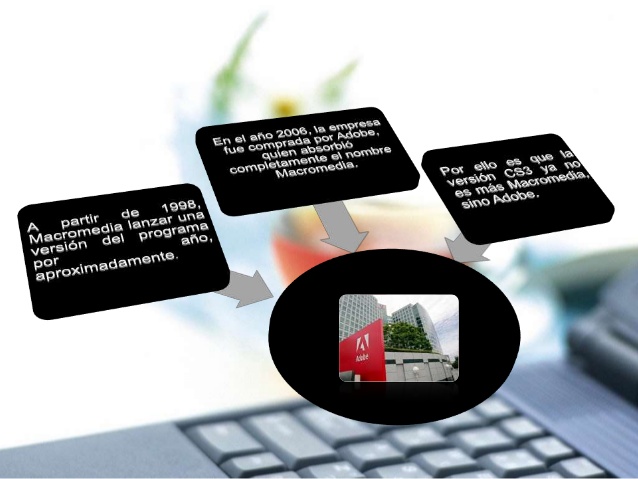 A partir de 1998,
Macromedia lanzar una
versión del programa
por año,
aproximadamente.
En el año 2006, la empresa
fue comprada por Adobe,
quien absorbió
completamente el nombre
Macromedia.
Por ello es que la
versión CS3 ya no
es más Macromedia,
sino Adobe.
Adobe